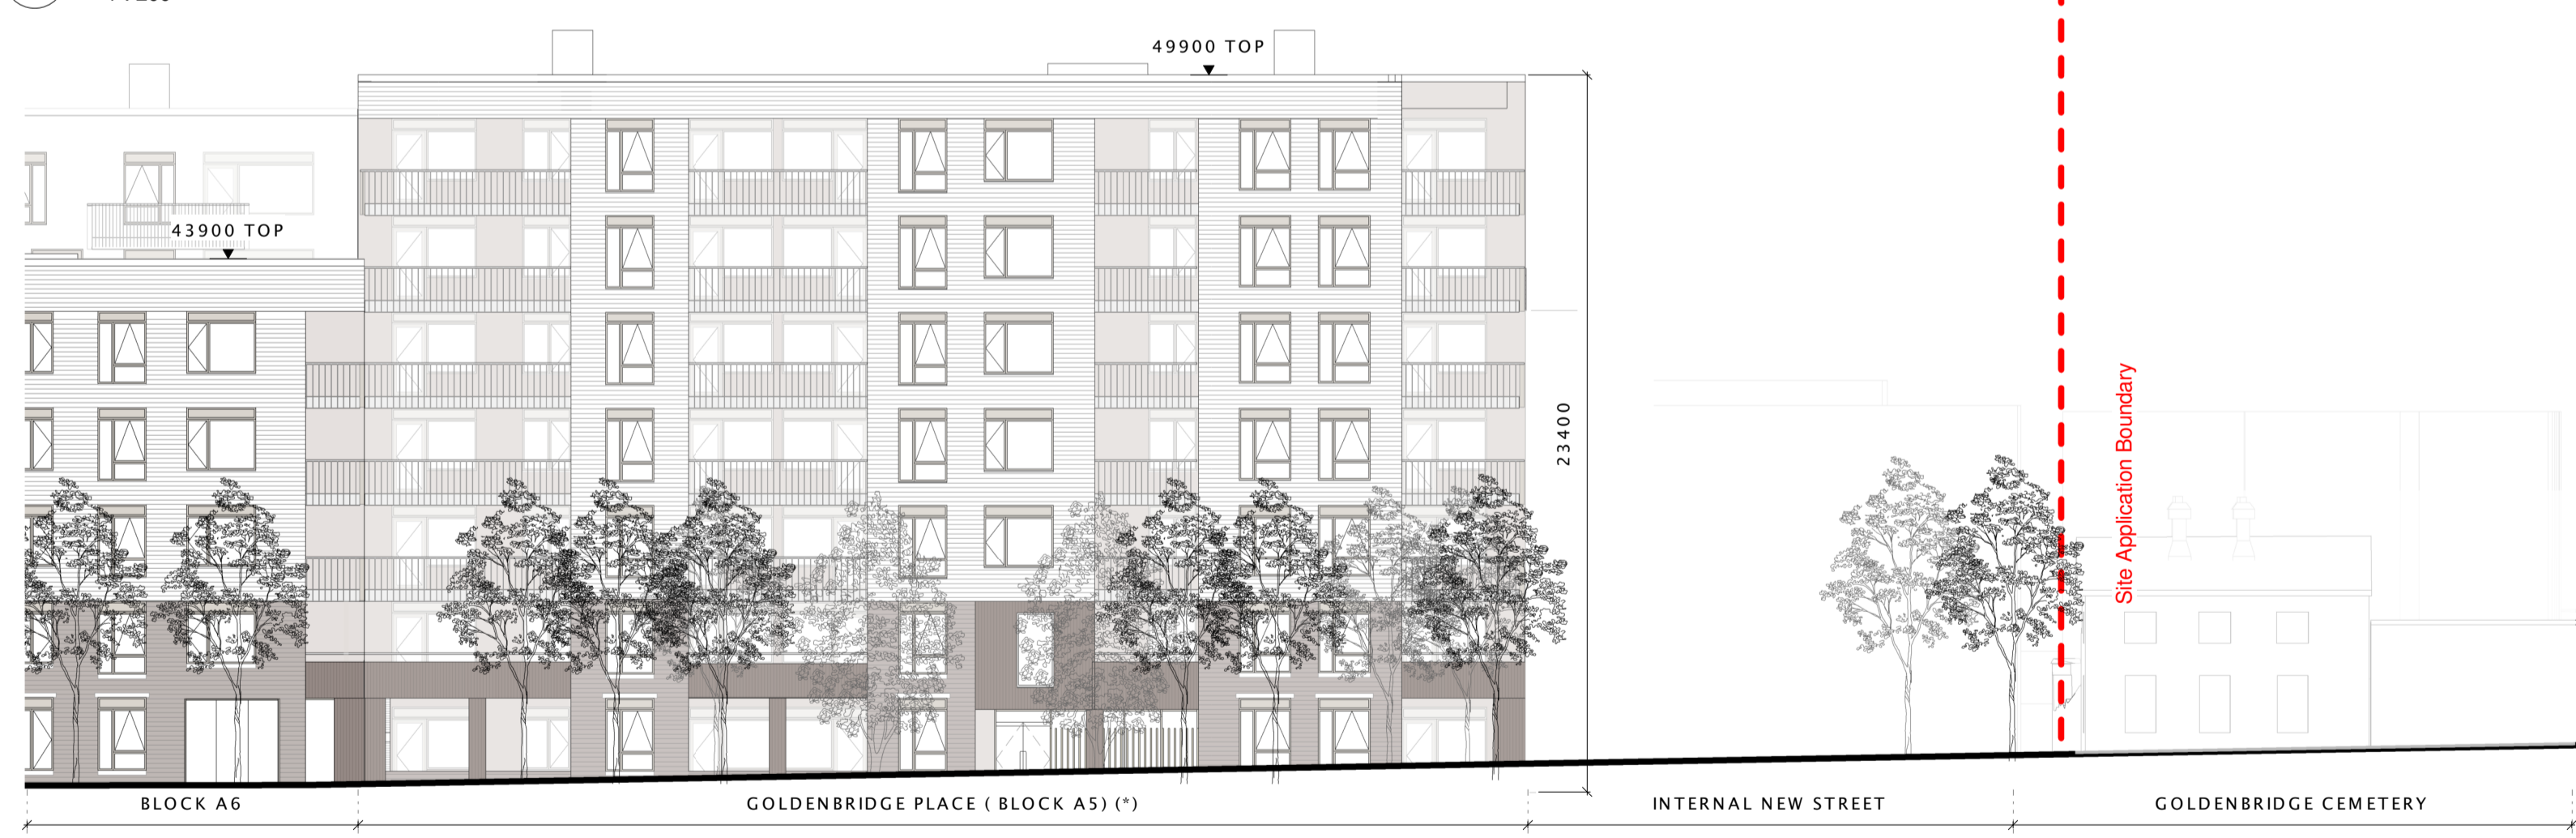 49900 TOP
43900 TOP
23400
Site Application Boundary
BLOCK A6
GOLDENBRIDGE PLACE ( BLOCK A5) (*)
INTERNAL NEW STREET
GOLDENBRIDGE CEMETERY